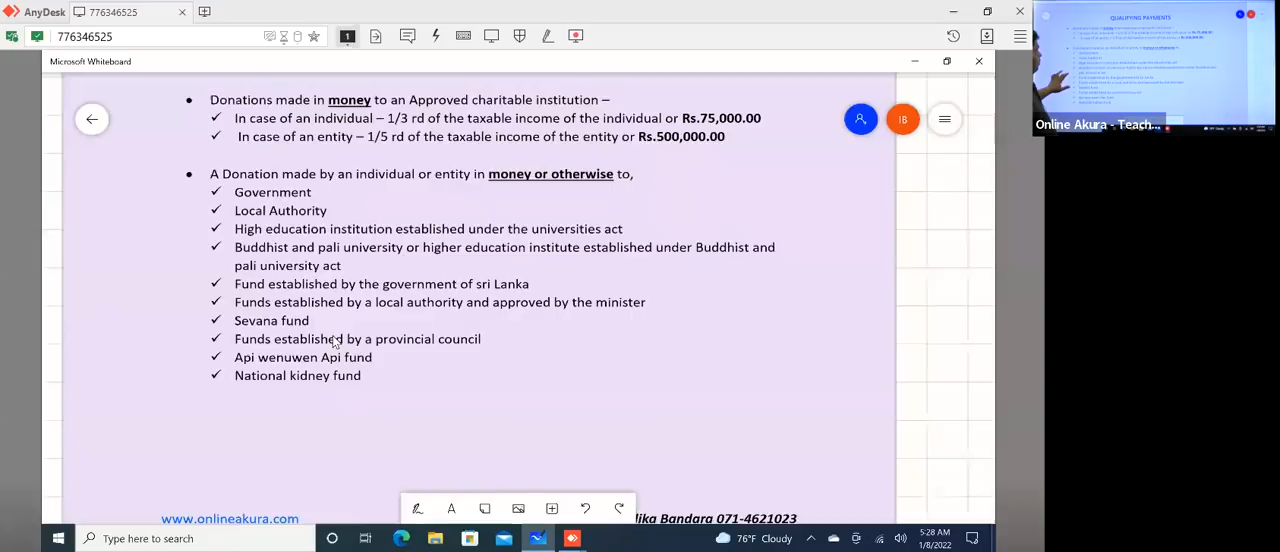 AnyDesk
776346525
776346525
1
Microsoft Whiteboard
IB
Donations made in money to an approved charitable institution –
In case of an individual – 1/3 rd of the taxable income of the individual or Rs.75,000.00
In case of an entity – 1/5 th of the taxable income of the entity or Rs.500,000.00
A Donation made by an individual or entity in money or otherwise to,
Government
Local Authority
High education institution established under the universities act
Buddhist and pali university or higher education institute established under Buddhist and
pali university act
Fund established by the government of sri Lanka
Funds established by a local authority and approved by the minister
Sevana fund
Funds established by a provincial council
Api wenuwen Api fund
National kidney fund
www.onlineakura.com
Bandara 071-4621023
Type here to search
76°F Cloudy
5:28 AM
1/8/2022
QUALIFYING PAYMENTS
Online Akura - Teach...